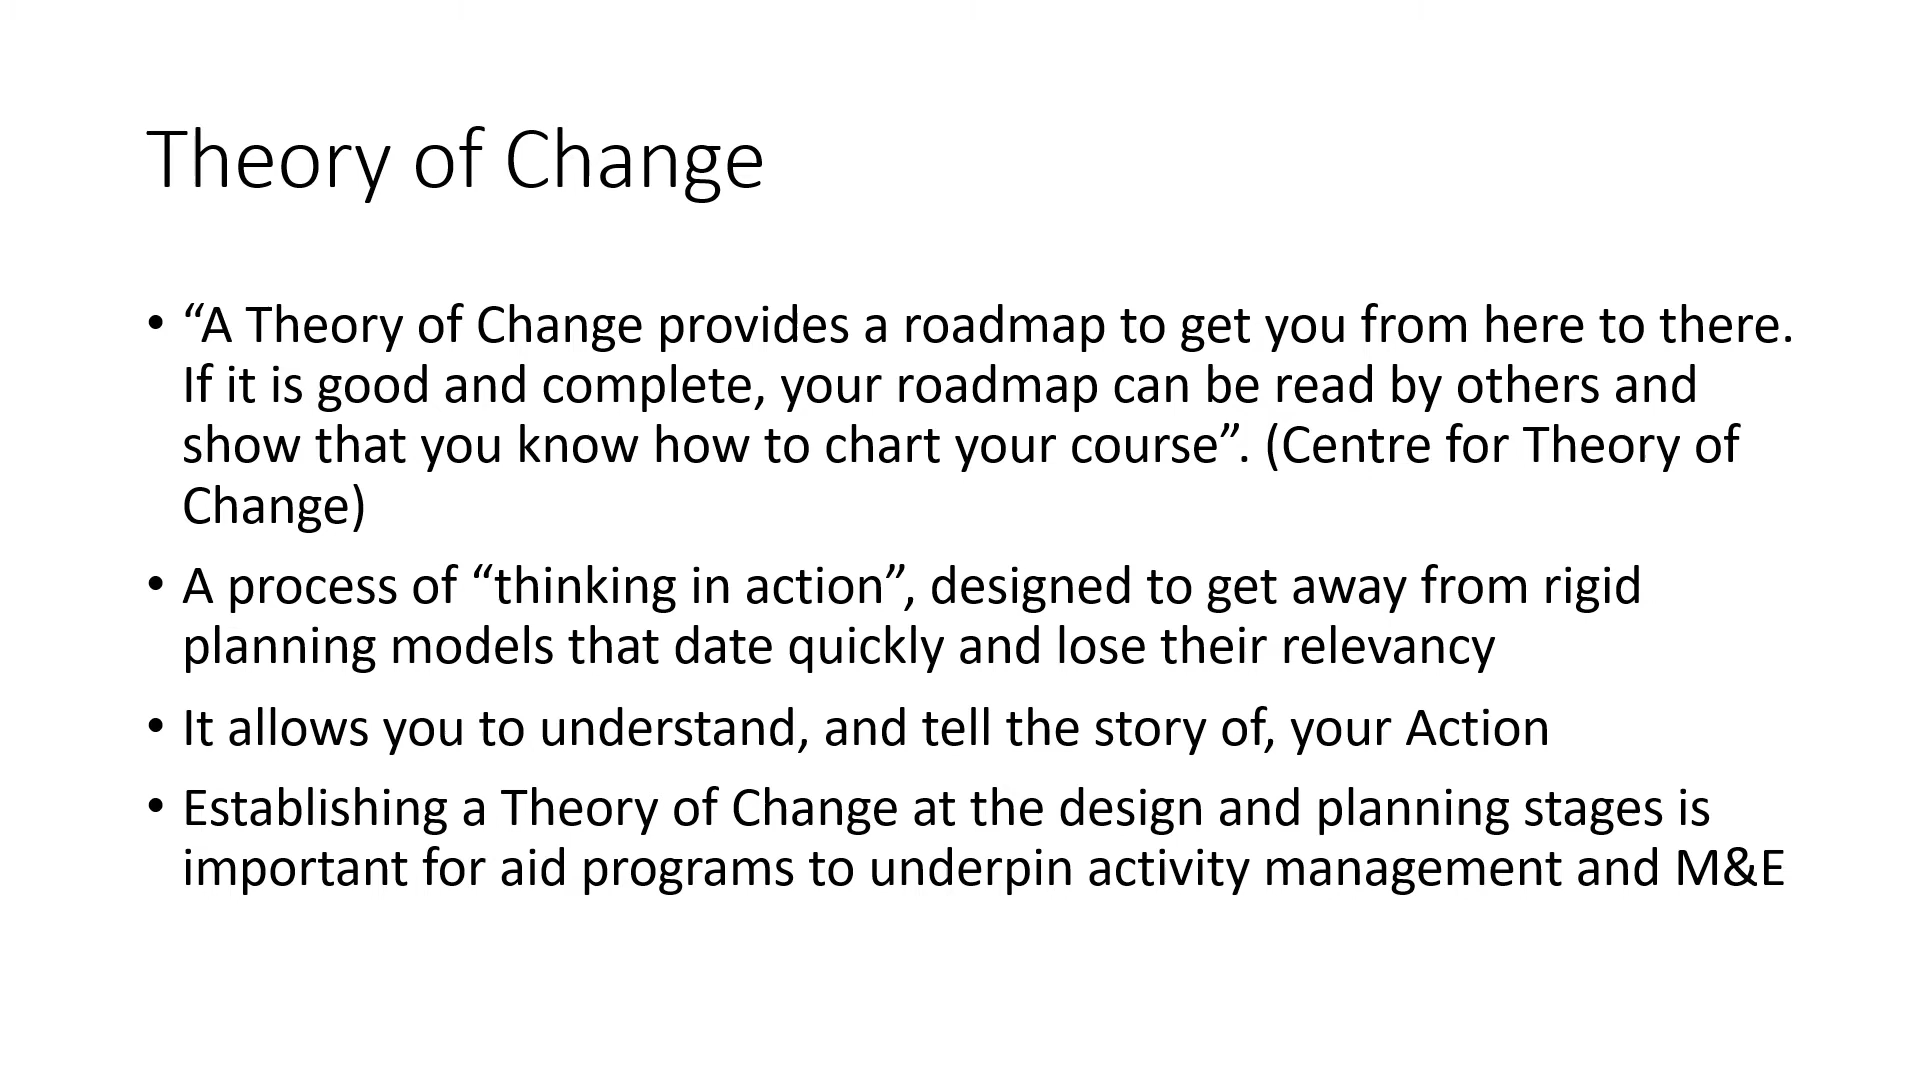 Theory of Change
• “A Theory of Change provides a roadmap to get you from here to there.
If it is good and complete, your roadmap can be read by others and
show that you know how to chart your course”. (Centre for Theory of
Change)
• A process of “thinking in action”, designed to get away from rigid
planning models that date quickly and lose their relevancy
• It allows you to understand, and tell the story of, your Action
• Establishing a Theory of Change at the design and planning stages is
important for aid programs to underpin activity management and M&E